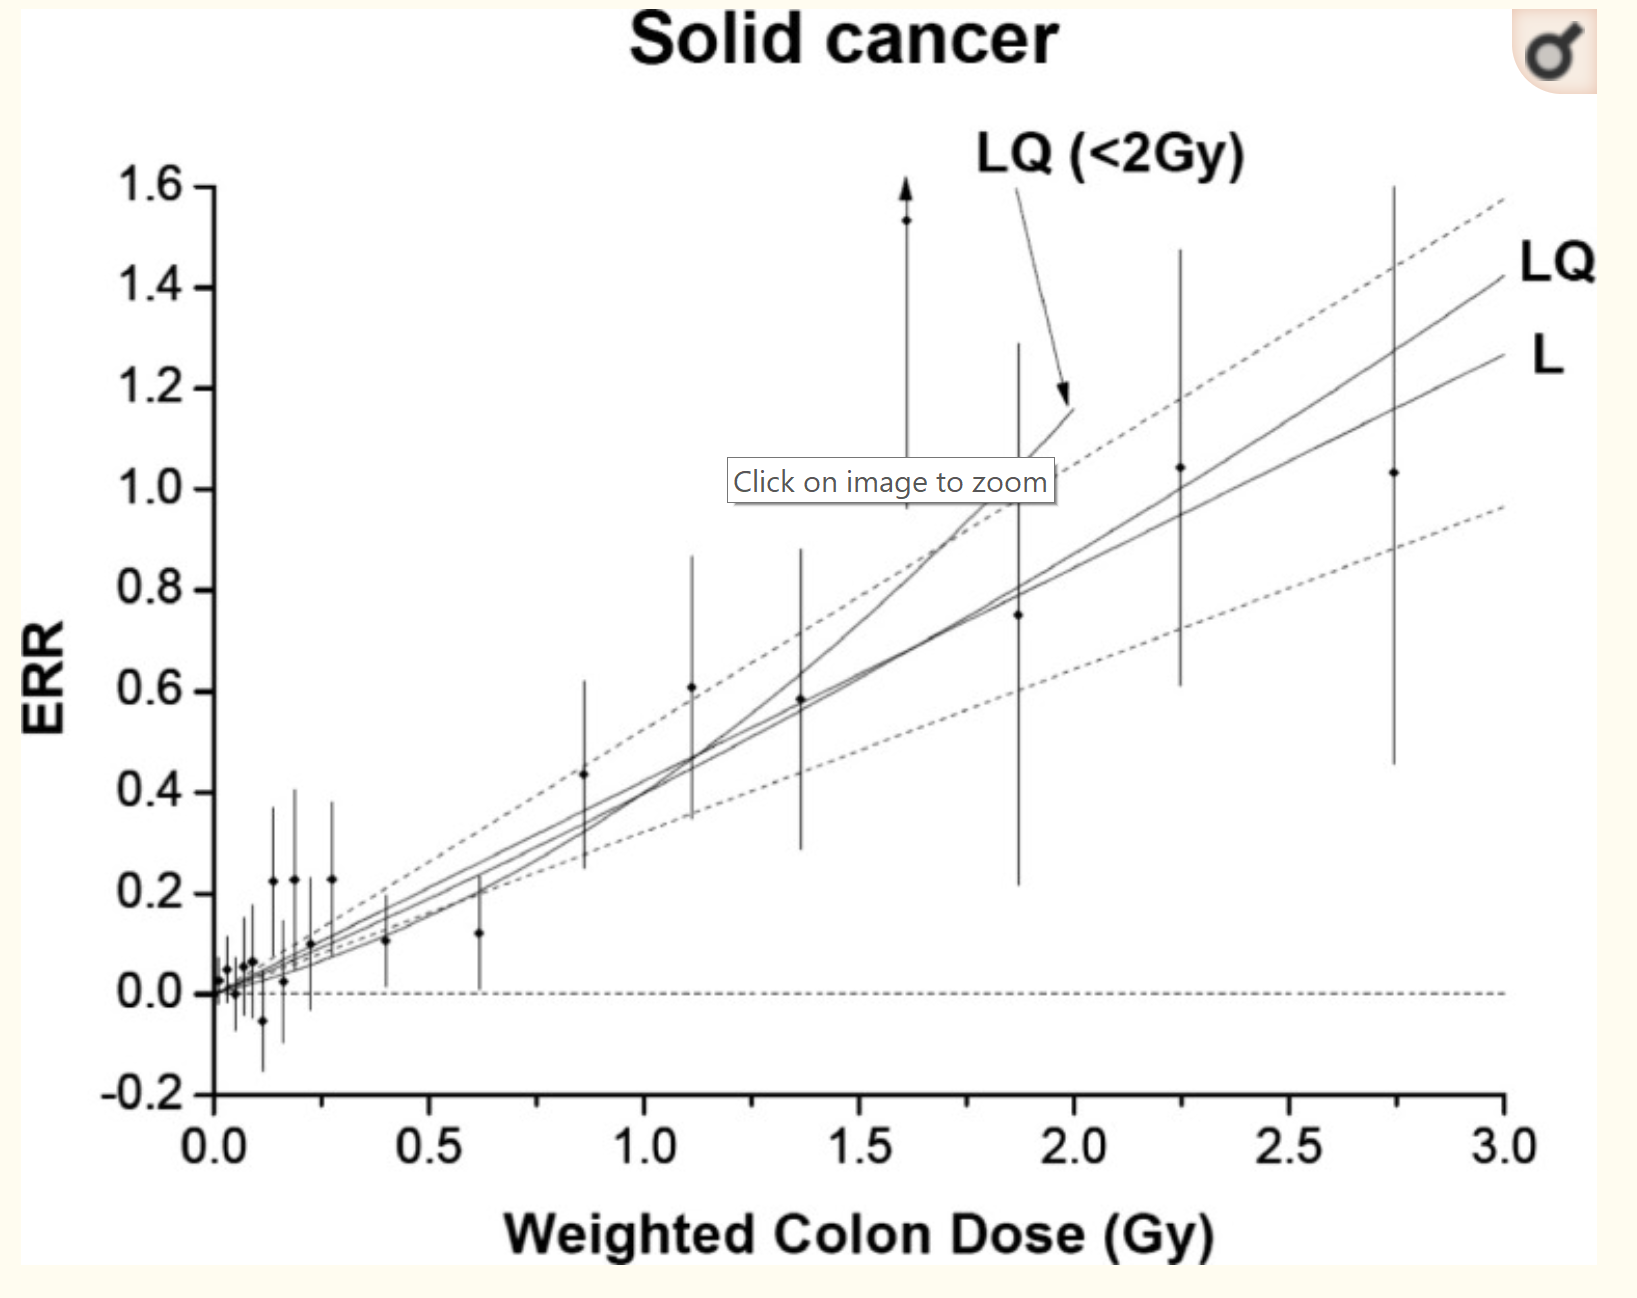 Solid cancer
LQ (<2Gy)
1.6
LQ
1.4
L
1.2
Click on image to zoom
1.0
0.8
ERR
0.6
0.4
0.2
0.0
-0.2
0.0 0.5 1.0 1.5 2.0 2.5 3.0
Weighted Colon Dose (Gy)